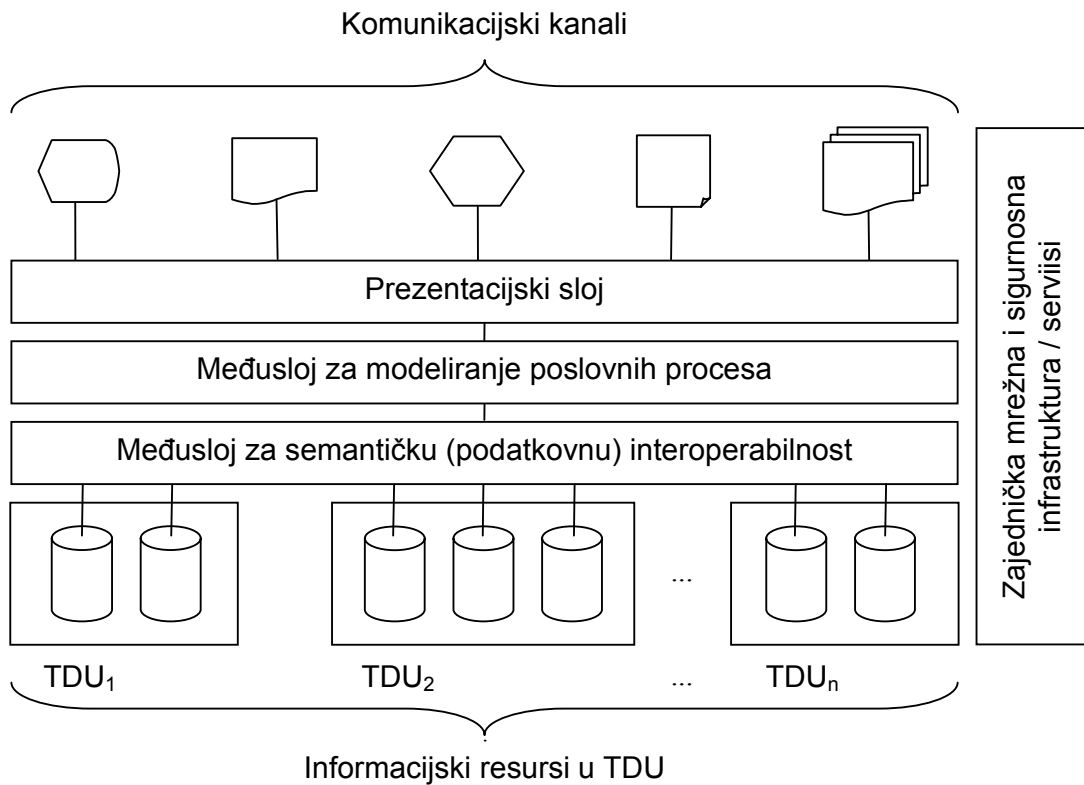 Komunikacijski kanali
Prezentacijski sloj
Međusloj za modeliranje poslovnih procesa
Međusloj za semantičku (podatkovnu) interoperabilnost
...
TDU₁
TDU₂
...
TDUₙ
Informacijski resursi u TDU
Zajednička mrežna i sigurnosna
infrastruktura / serviisi